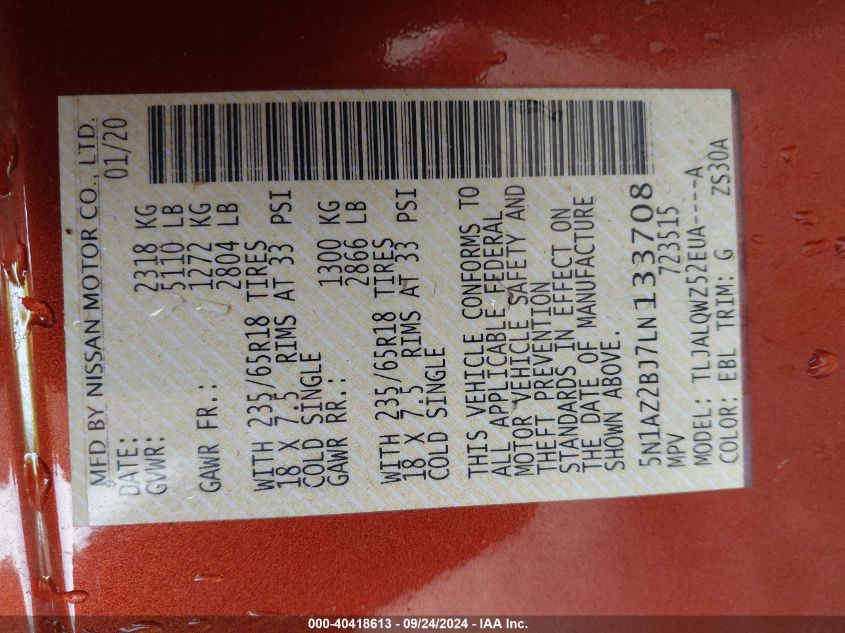 MFD BY NISSAN MOTOR CO., LTD.
DATE: 01/20
GVWR: 2318 KG
5110 LB
GAWR FR.: 1272 KG
2804 LB
WITH 235/65R18 TIRES
18 X 7.5 RIMS AT 33 PSI
COLD SINGLE
GAWR RR.: 1300 KG
2866 LB
WITH 235/65R18 TIRES
18 X 7.5 RIMS AT 33 PSI
COLD SINGLE
THIS VEHICLE CONFORMS TO
ALL APPLICABLE FEDERAL
MOTOR VEHICLE SAFETY AND
THEFT PREVENTION
STANDARDS IN EFFECT ON
THE DATE OF MANUFACTURE
SHOWN ABOVE.
5N1AZ2BJ7LN133708
MPV 723515
MODEL: TLJALQWZ52EUA----A
COLOR: EBL TRIM: G ZS30A
000-40418613 - 09/24/2024 - IAA Inc.